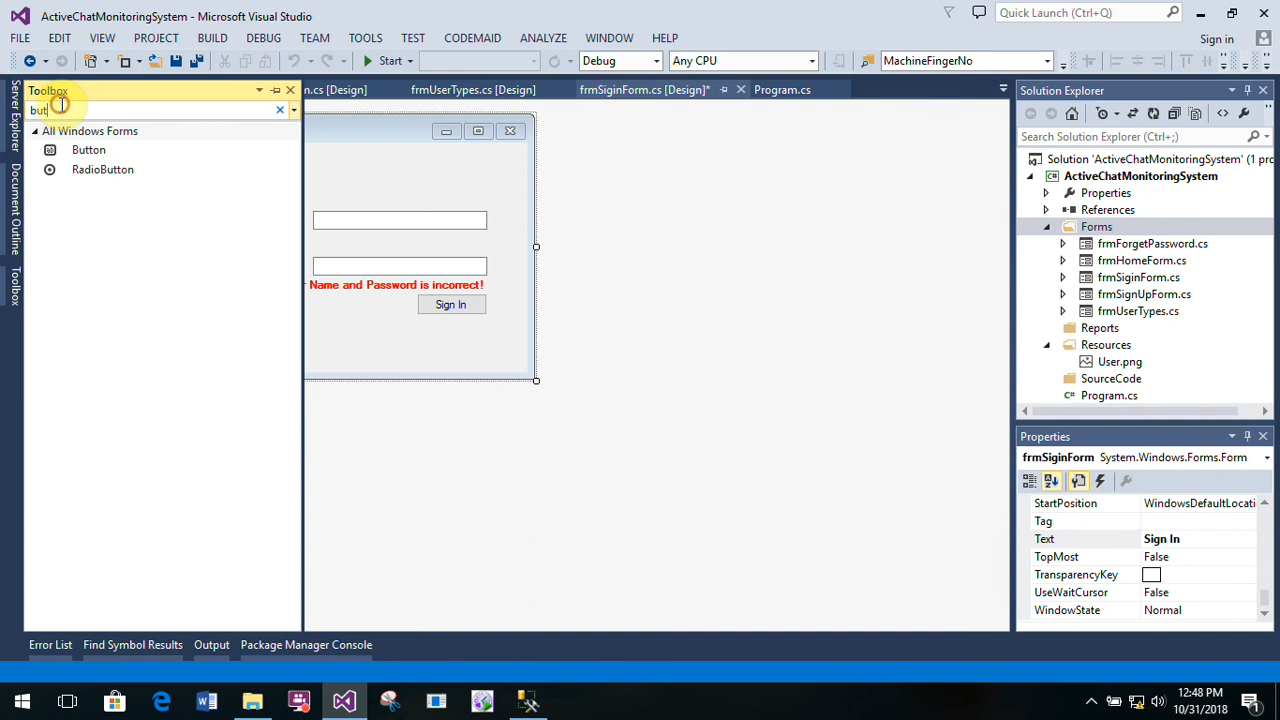 ActiveChatMonitoringSystem - Microsoft Visual Studio
Quick Launch (Ctrl+Q)
FILE EDIT VIEW PROJECT BUILD DEBUG TEAM TOOLS TEST CODEMAID ANALYZE WINDOW HELP
Sign in
Start
Debug
Any CPU
MachineFingerNo
Server Explorer
Document Outline
Toolbox
Toolbox
but
All Windows Forms
Button
RadioButton
n.cs [Design]
frmUserTypes.cs [Design]
frmSiginForm.cs [Design]*
Program.cs
Name and Password is incorrect!
Sign In
Solution Explorer
Search Solution Explorer (Ctrl+;)
Solution 'ActiveChatMonitoringSystem' (1 pro
ActiveChatMonitoringSystem
Properties
References
Forms
frmForgetPassword.cs
frmHomeForm.cs
frmSiginForm.cs
frmSignUpForm.cs
frmUserTypes.cs
Reports
Resources
User.png
SourceCode
Program.cs
Properties
frmSiginForm System.Windows.Forms.Form
StartPosition WindowsDefaultLocati
Tag
Text Sign In
TopMost False
TransparencyKey
UseWaitCursor False
WindowState Normal
Error List Find Symbol Results Output Package Manager Console
12:48 PM
10/31/2018
1